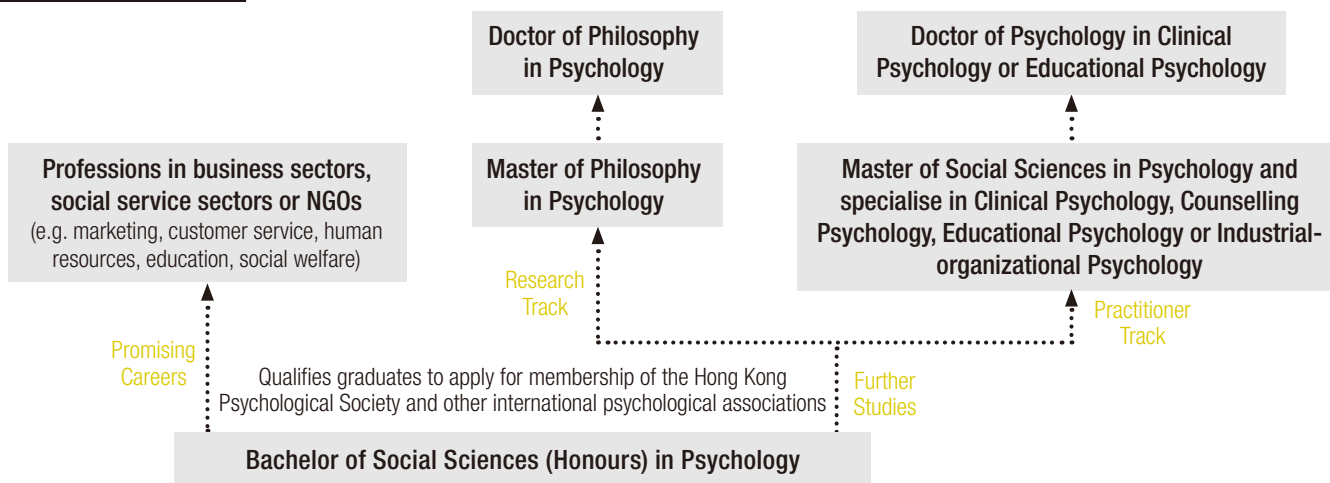 Doctor of Philosophy
in Psychology
Doctor of Psychology in Clinical
Psychology or Educational Psychology
Professions in business sectors,
social service sectors or NGOs
(e.g. marketing, customer service, human
resources, education, social welfare)
Master of Philosophy
in Psychology
Master of Social Sciences in Psychology and
specialise in Clinical Psychology, Counselling
Psychology, Educational Psychology or Industrial-
organizational Psychology
Research
Track
Practitioner
Track
Promising
Careers
Qualifies graduates to apply for membership of the Hong Kong
Psychological Society and other international psychological associations
Further
Studies
Bachelor of Social Sciences (Honours) in Psychology